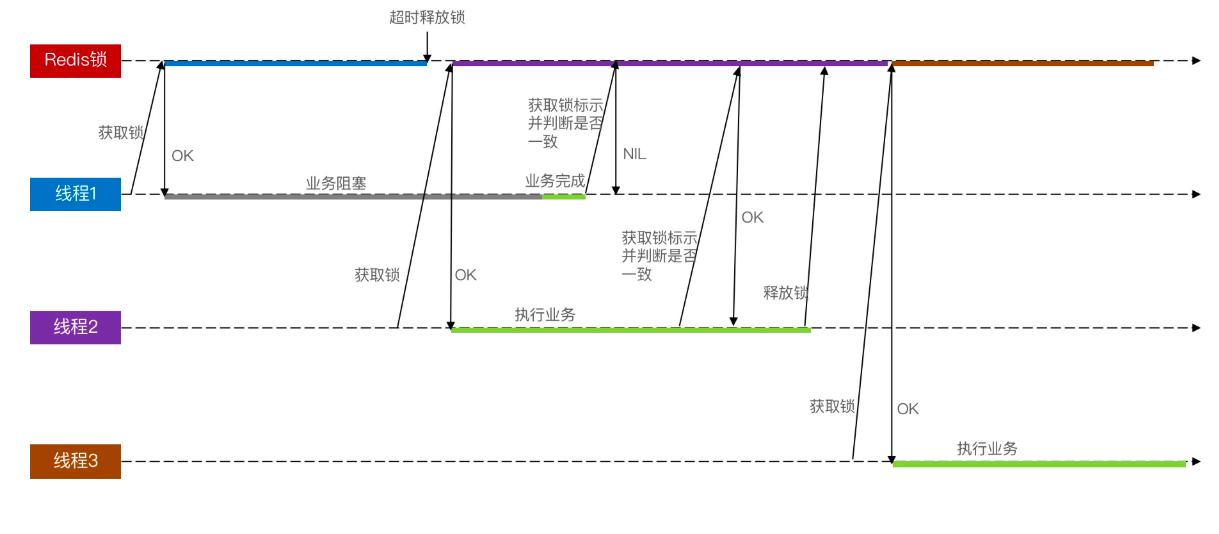 超时释放锁
Redis锁
获取锁标示
并判断是否
一致
获取锁
OK
NIL
线程1
业务阻塞
业务完成
获取锁标示
并判断是否
一致
OK
获取锁
OK
释放锁
线程2
执行业务
获取锁
OK
线程3
执行业务